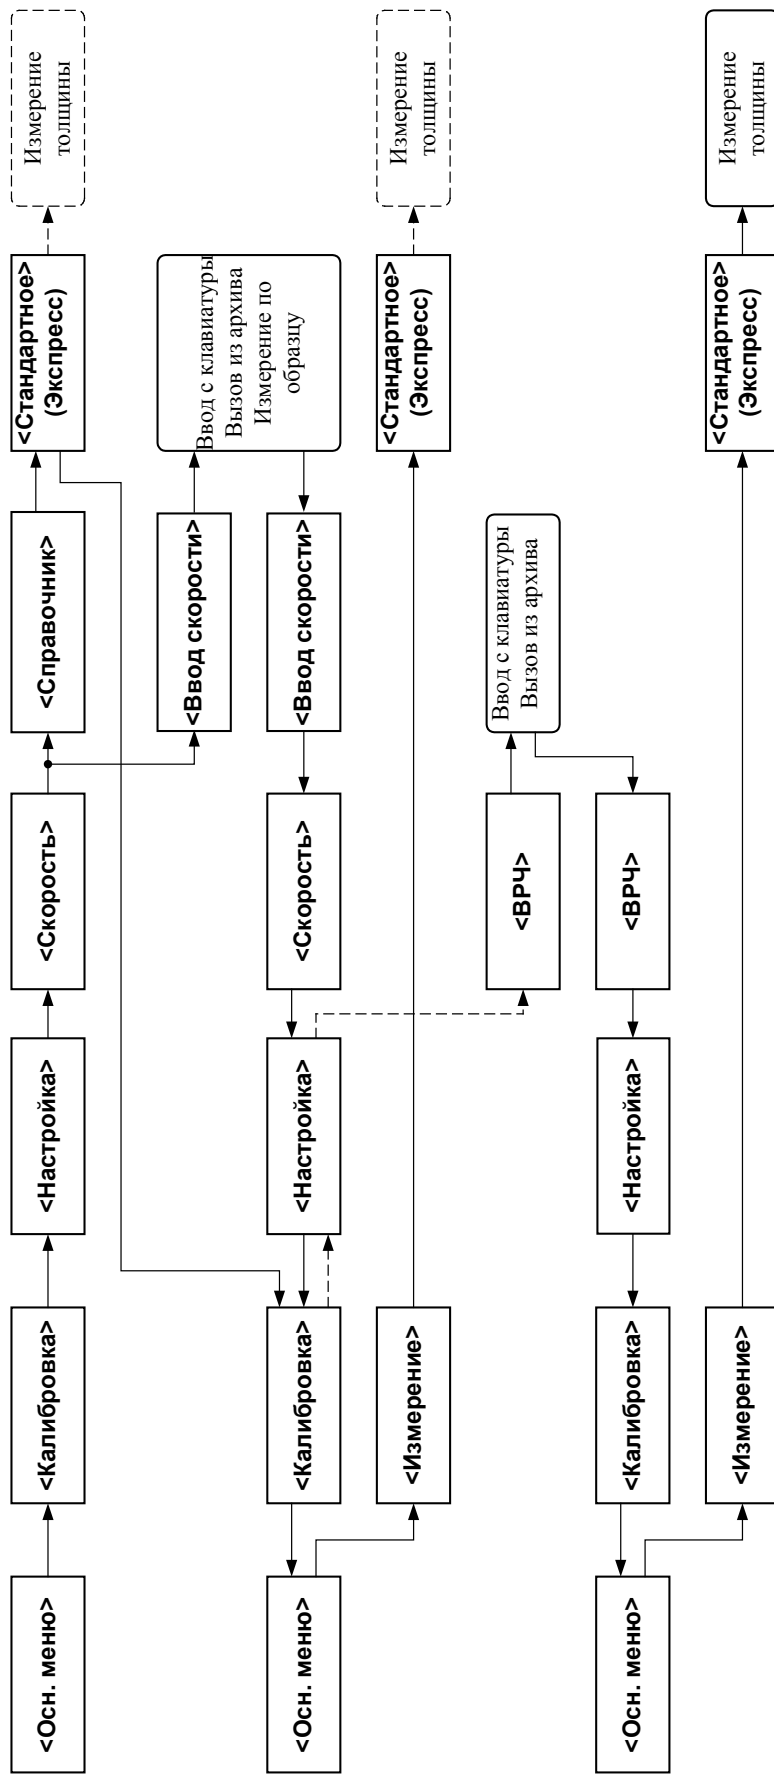 <Осн. меню>
<Калибровка>
<Настройка>
<Скорость>
<Справочник>
<Стандартное>
(Экспресс)
Измерение
толщины
<Ввод скорости>
Ввод с клавиатуры
Вызов из архива
Измерение по
образцу
<Осн. меню>
<Калибровка>
<Настройка>
<Скорость>
<Ввод скорости>
<Измерение>
<Стандартное>
(Экспресс)
Измерение
толщины
<ВРЧ>
Ввод с клавиатуры
Вызов из архива
<Осн. меню>
<Калибровка>
<Настройка>
<ВРЧ>
<Измерение>
<Стандартное>
(Экспресс)
Измерение
толщины